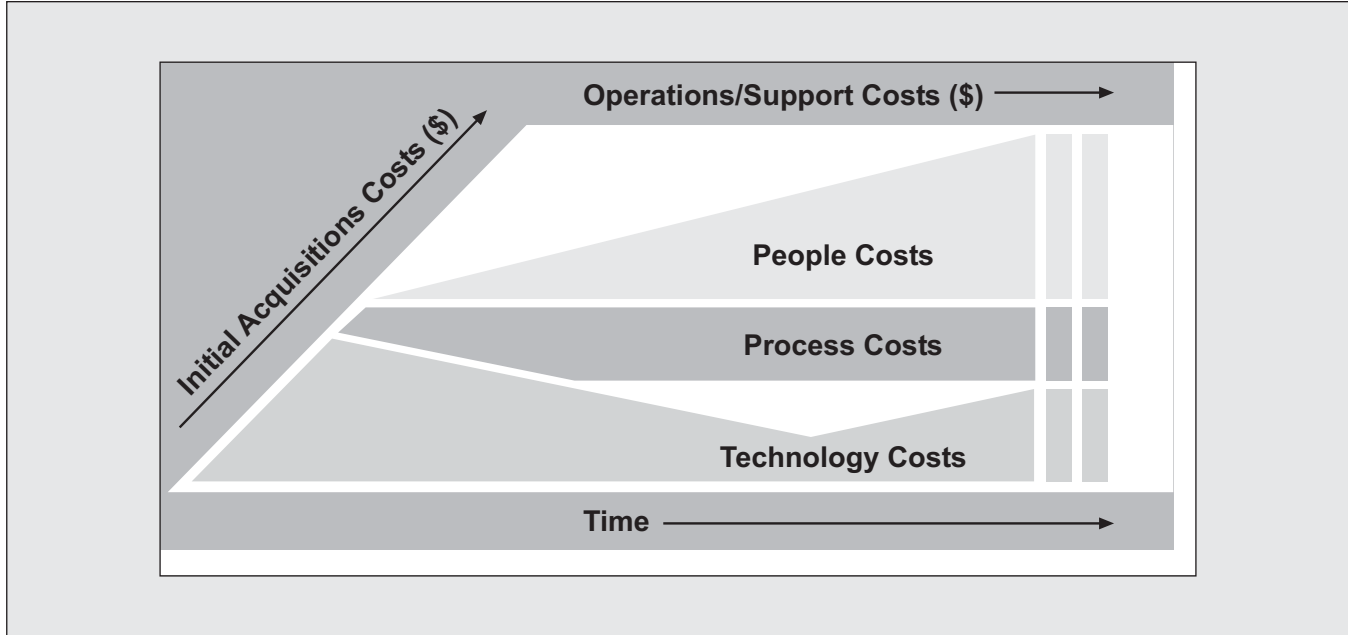 Operations/Support Costs ($)
Initial Acquisitions Costs ($)
People Costs
Process Costs
Technology Costs
Time